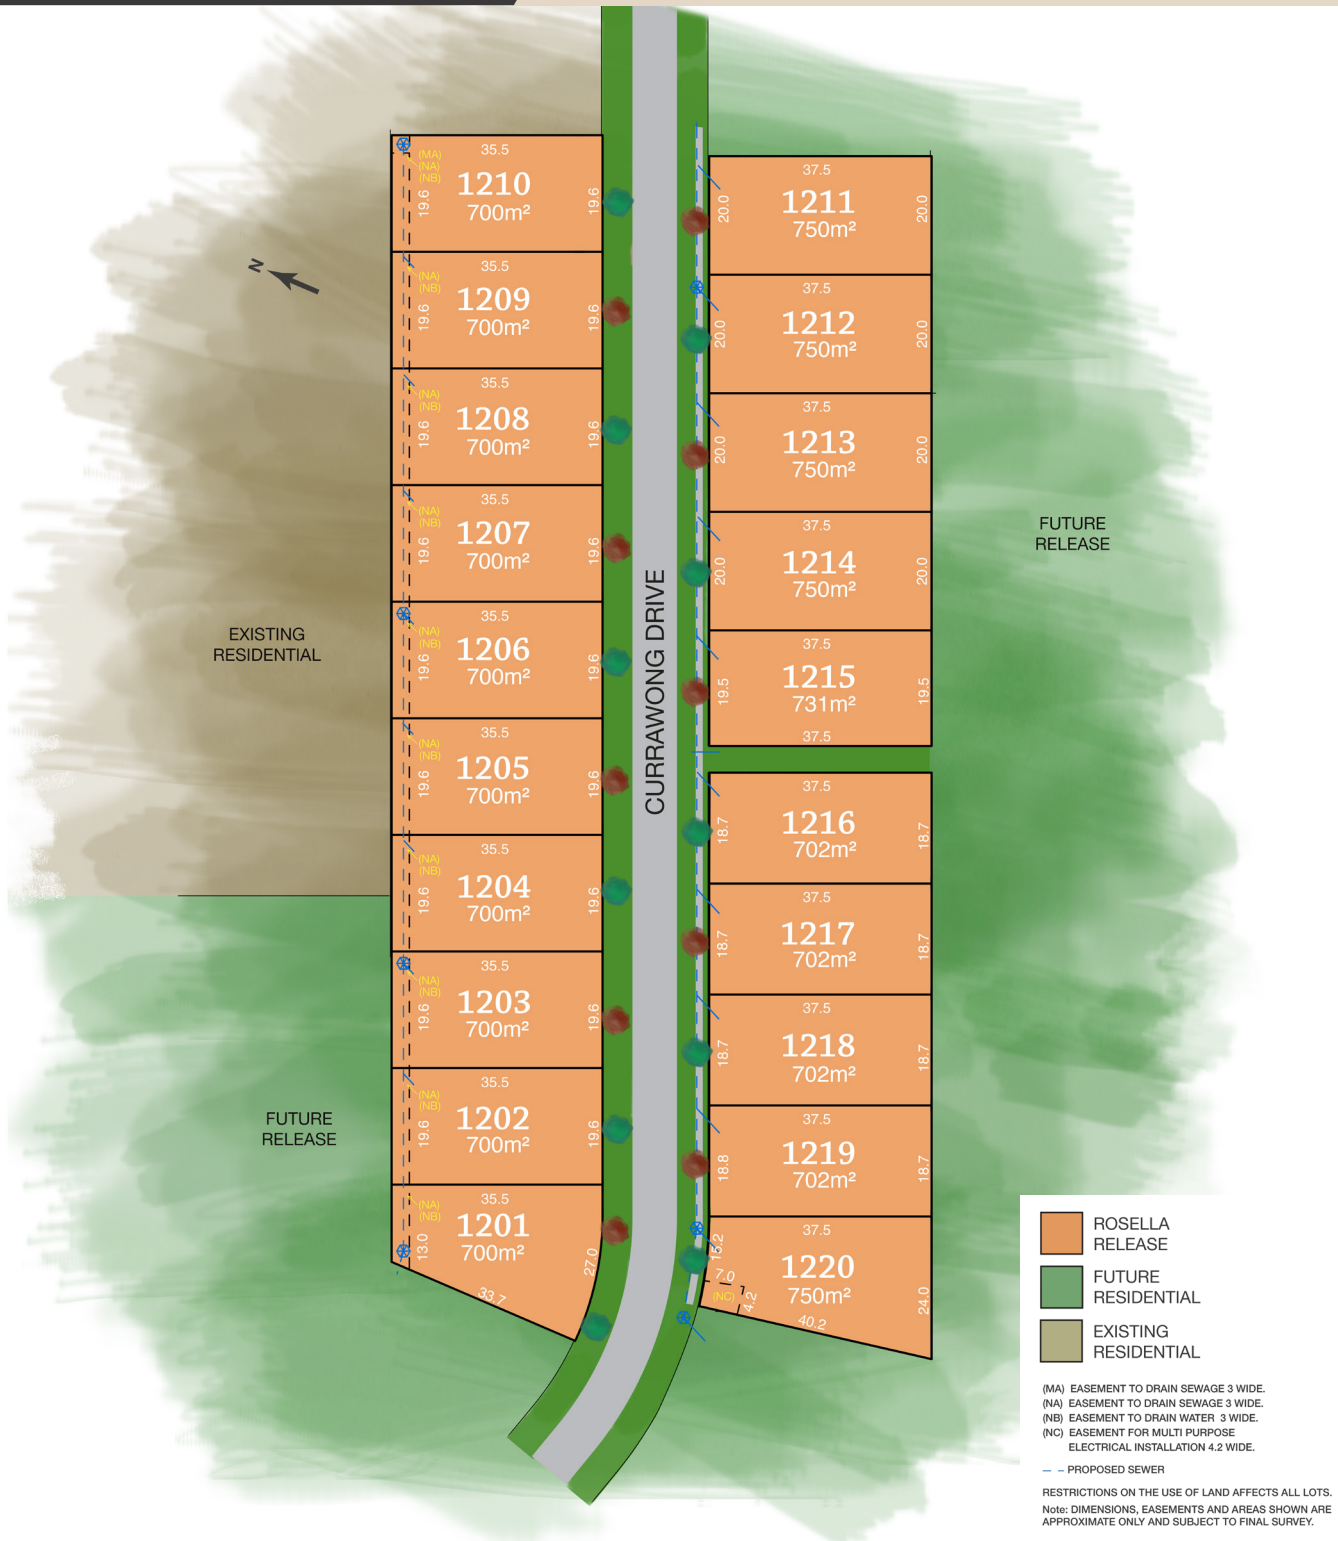 N
EXISTING
RESIDENTIAL
FUTURE
RELEASE
35.5
(MA)
(NA)
(NB)
1210
700m²
19.6
19.6
35.5
(NA)
(NB)
1209
700m²
19.6
19.6
35.5
(NA)
(NB)
1208
700m²
19.6
19.6
35.5
(NA)
(NB)
1207
700m²
19.6
19.6
35.5
(NA)
(NB)
1206
700m²
19.6
19.6
35.5
(NA)
(NB)
1205
700m²
19.6
19.6
35.5
(NA)
(NB)
1204
700m²
19.6
19.6
35.5
(NA)
(NB)
1203
700m²
19.6
19.6
35.5
(NA)
(NB)
1202
700m²
19.6
19.6
35.5
(NA)
(NB)
1201
700m²
13.0
27.0
33.7
CURRAWONG DRIVE
37.5
1211
750m²
20.0
20.0
37.5
1212
750m²
20.0
20.0
37.5
1213
750m²
20.0
20.0
37.5
1214
750m²
20.0
20.0
37.5
1215
731m²
19.5
19.5
37.5
37.5
1216
702m²
18.7
18.7
37.5
1217
702m²
18.7
18.7
37.5
1218
702m²
18.7
18.7
37.5
1219
702m²
18.8
18.7
37.5
15.2
1220
750m²
7.0
(NC)
4.2
40.2
24.0
FUTURE
RELEASE
ROSELLA
RELEASE
FUTURE
RESIDENTIAL
EXISTING
RESIDENTIAL
(MA) EASEMENT TO DRAIN SEWAGE 3 WIDE.
(NA) EASEMENT TO DRAIN SEWAGE 3 WIDE.
(NB) EASEMENT TO DRAIN WATER 3 WIDE.
(NC) EASEMENT FOR MULTI PURPOSE
ELECTRICAL INSTALLATION 4.2 WIDE.
PROPOSED SEWER
RESTRICTIONS ON THE USE OF LAND AFFECTS ALL LOTS.
Note: DIMENSIONS, EASEMENTS AND AREAS SHOWN ARE
APPROXIMATE ONLY AND SUBJECT TO FINAL SURVEY.